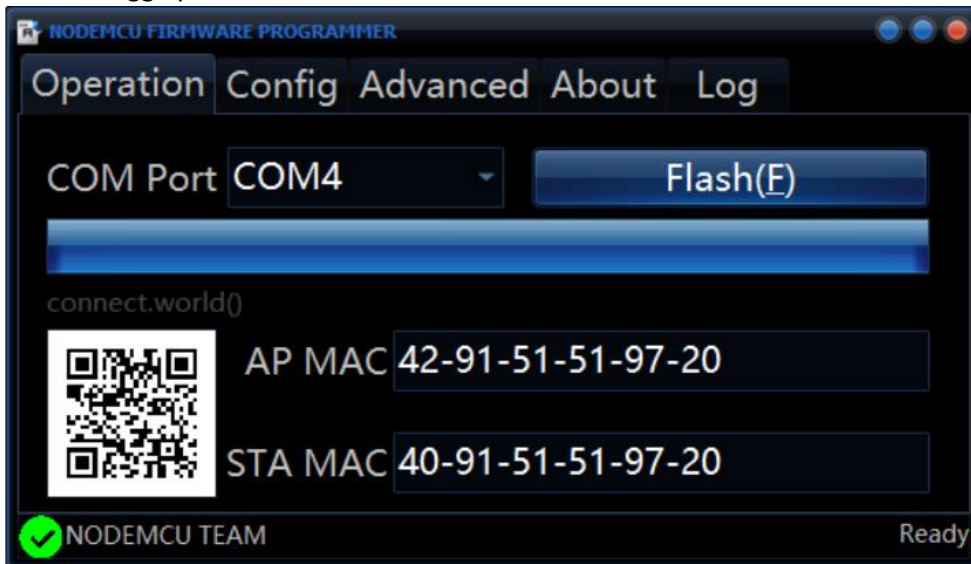 NODEMCU FIRMWARE PROGRAMMER
Operation Config Advanced About Log
COM Port COM4 Flash(F)
connect.world()
AP MAC 42-91-51-51-97-20
STA MAC 40-91-51-51-97-20
NODEMCU TEAM Ready